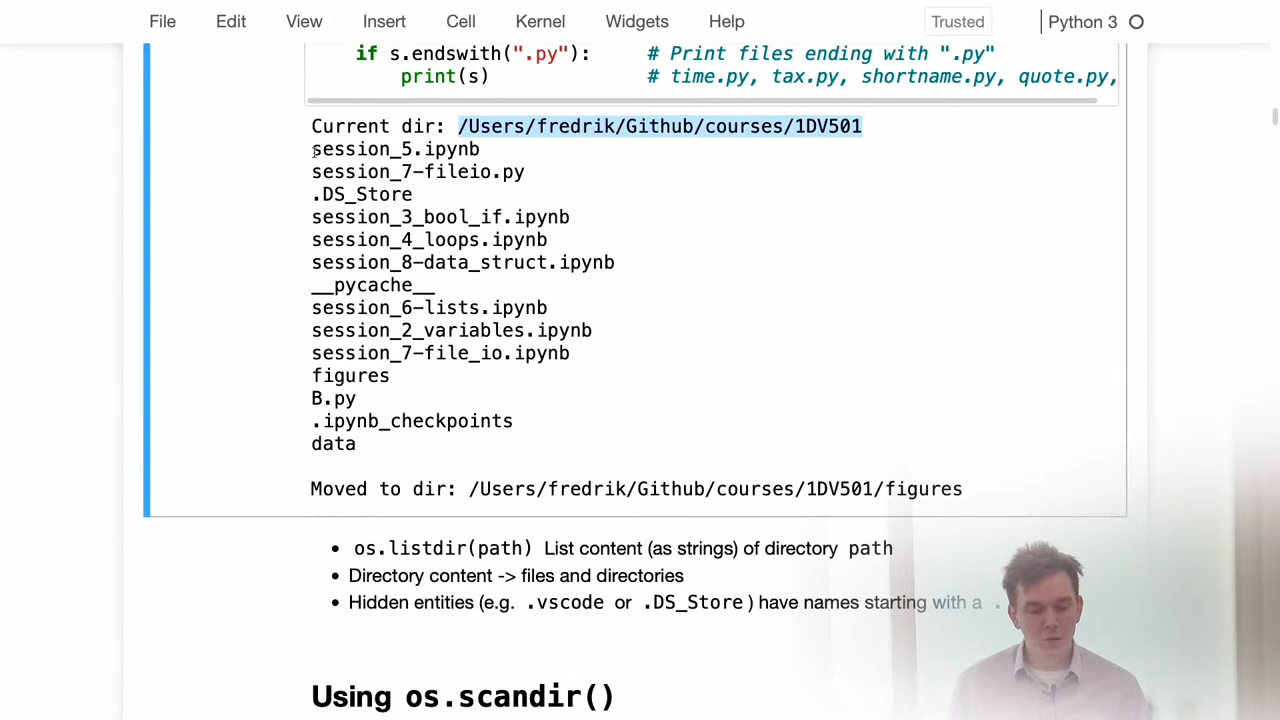 File Edit View Insert Cell Kernel Widgets Help Trusted Python 3
if s.endswith(".py"): # Print files ending with ".py"
print(s) # time.py, tax.py, shortname.py, quote.py,
Current dir: /Users/fredrik/Github/courses/1DV501
session_5.ipynb
session_7-fileio.py
.DS_Store
session_3_bool_if.ipynb
session_4_loops.ipynb
session_8-data_struct.ipynb
__pycache__
session_6-lists.ipynb
session_2_variables.ipynb
session_7-file_io.ipynb
figures
B.py
.ipynb_checkpoints
data
Moved to dir: /Users/fredrik/Github/courses/1DV501/figures
• os.listdir(path) List content (as strings) of directory path
• Directory content -> files and directories
• Hidden entities (e.g. .vscode or .DS_Store ) have names starting with a .
Using os.scandir()